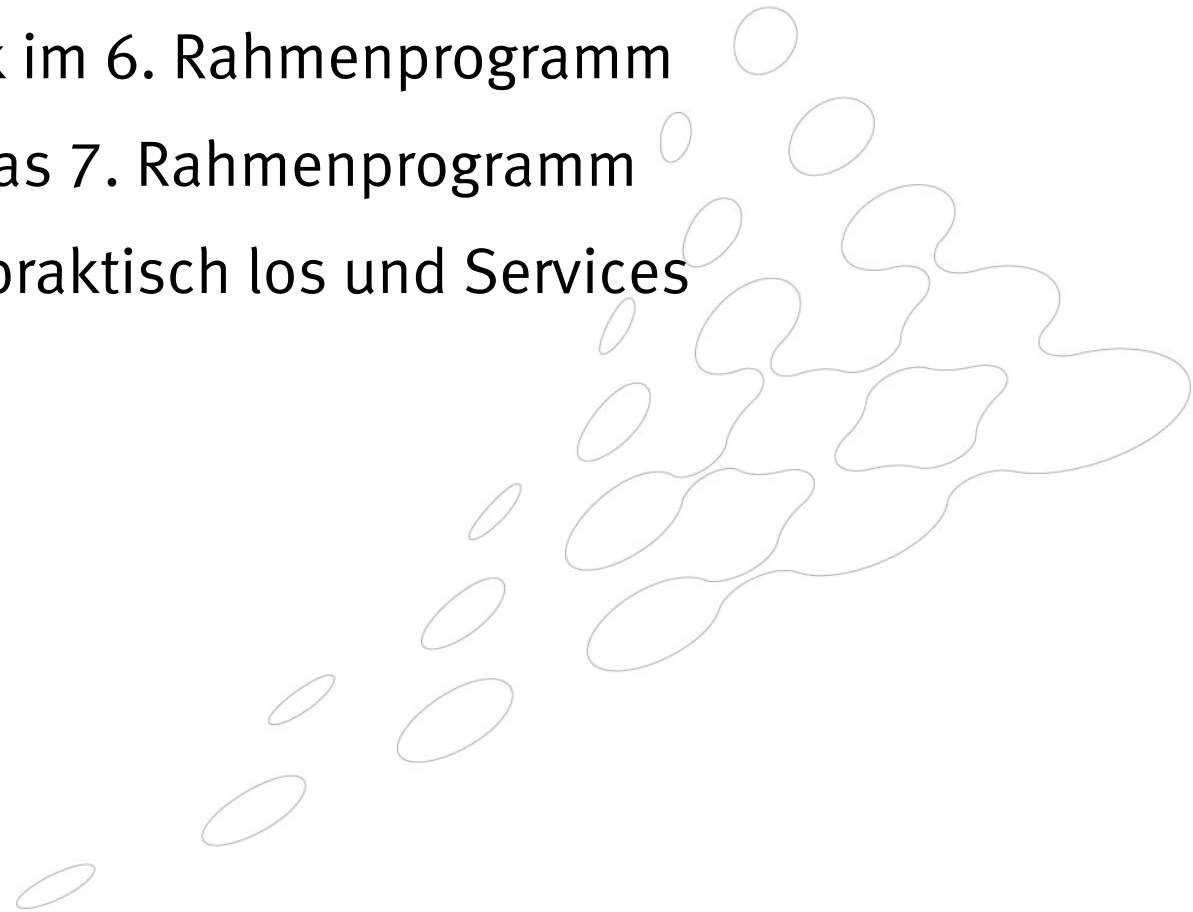 im 6. Rahmenprogramm
as 7. Rahmenprogramm
praktisch los und Services